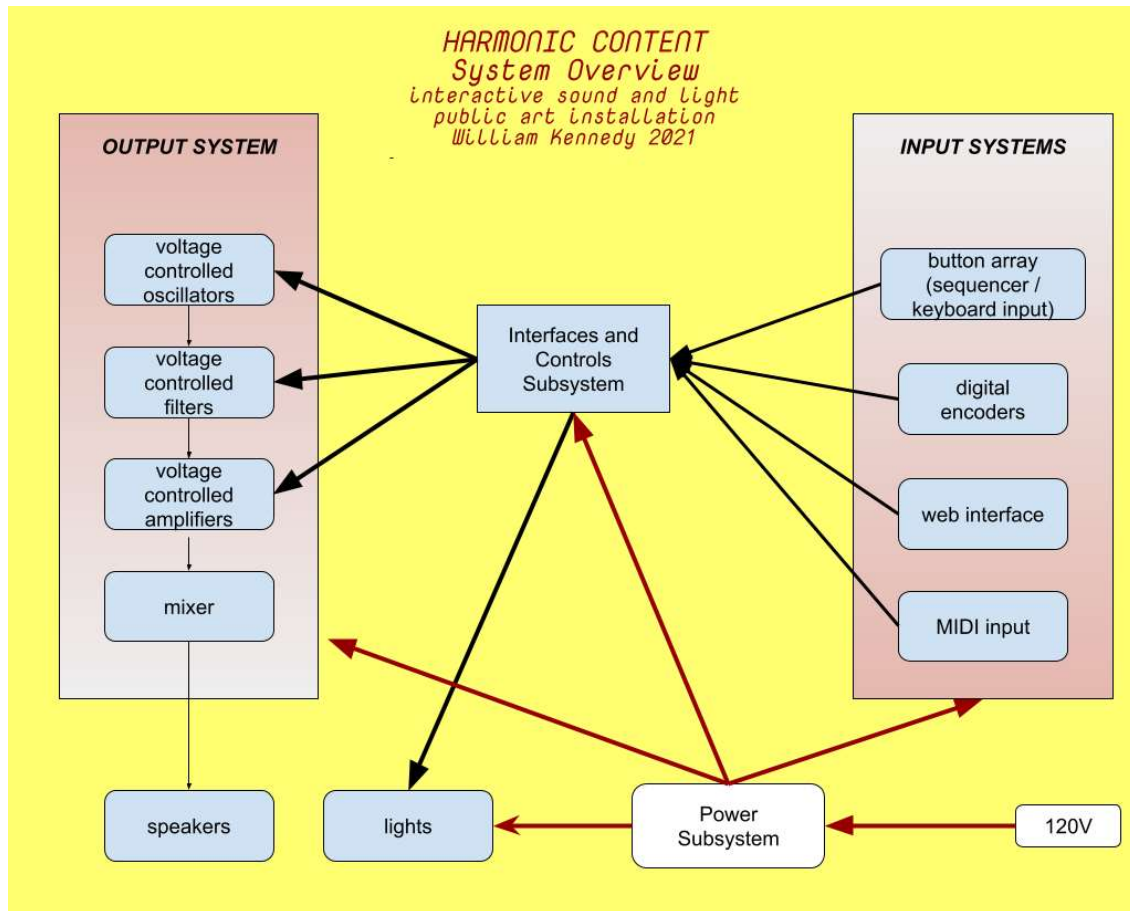 HARMONIC CONTENT
System Overview
interactive sound and light
public art installation
William Kennedy 2021
OUTPUT SYSTEM
voltage
controlled
oscillators
voltage
controlled
filters
voltage
controlled
amplifiers
mixer
speakers
Interfaces and
Controls
Subsystem
lights
INPUT SYSTEMS
button array
(sequencer /
keyboard input)
digital
encoders
web interface
MIDI input
Power
Subsystem
120V